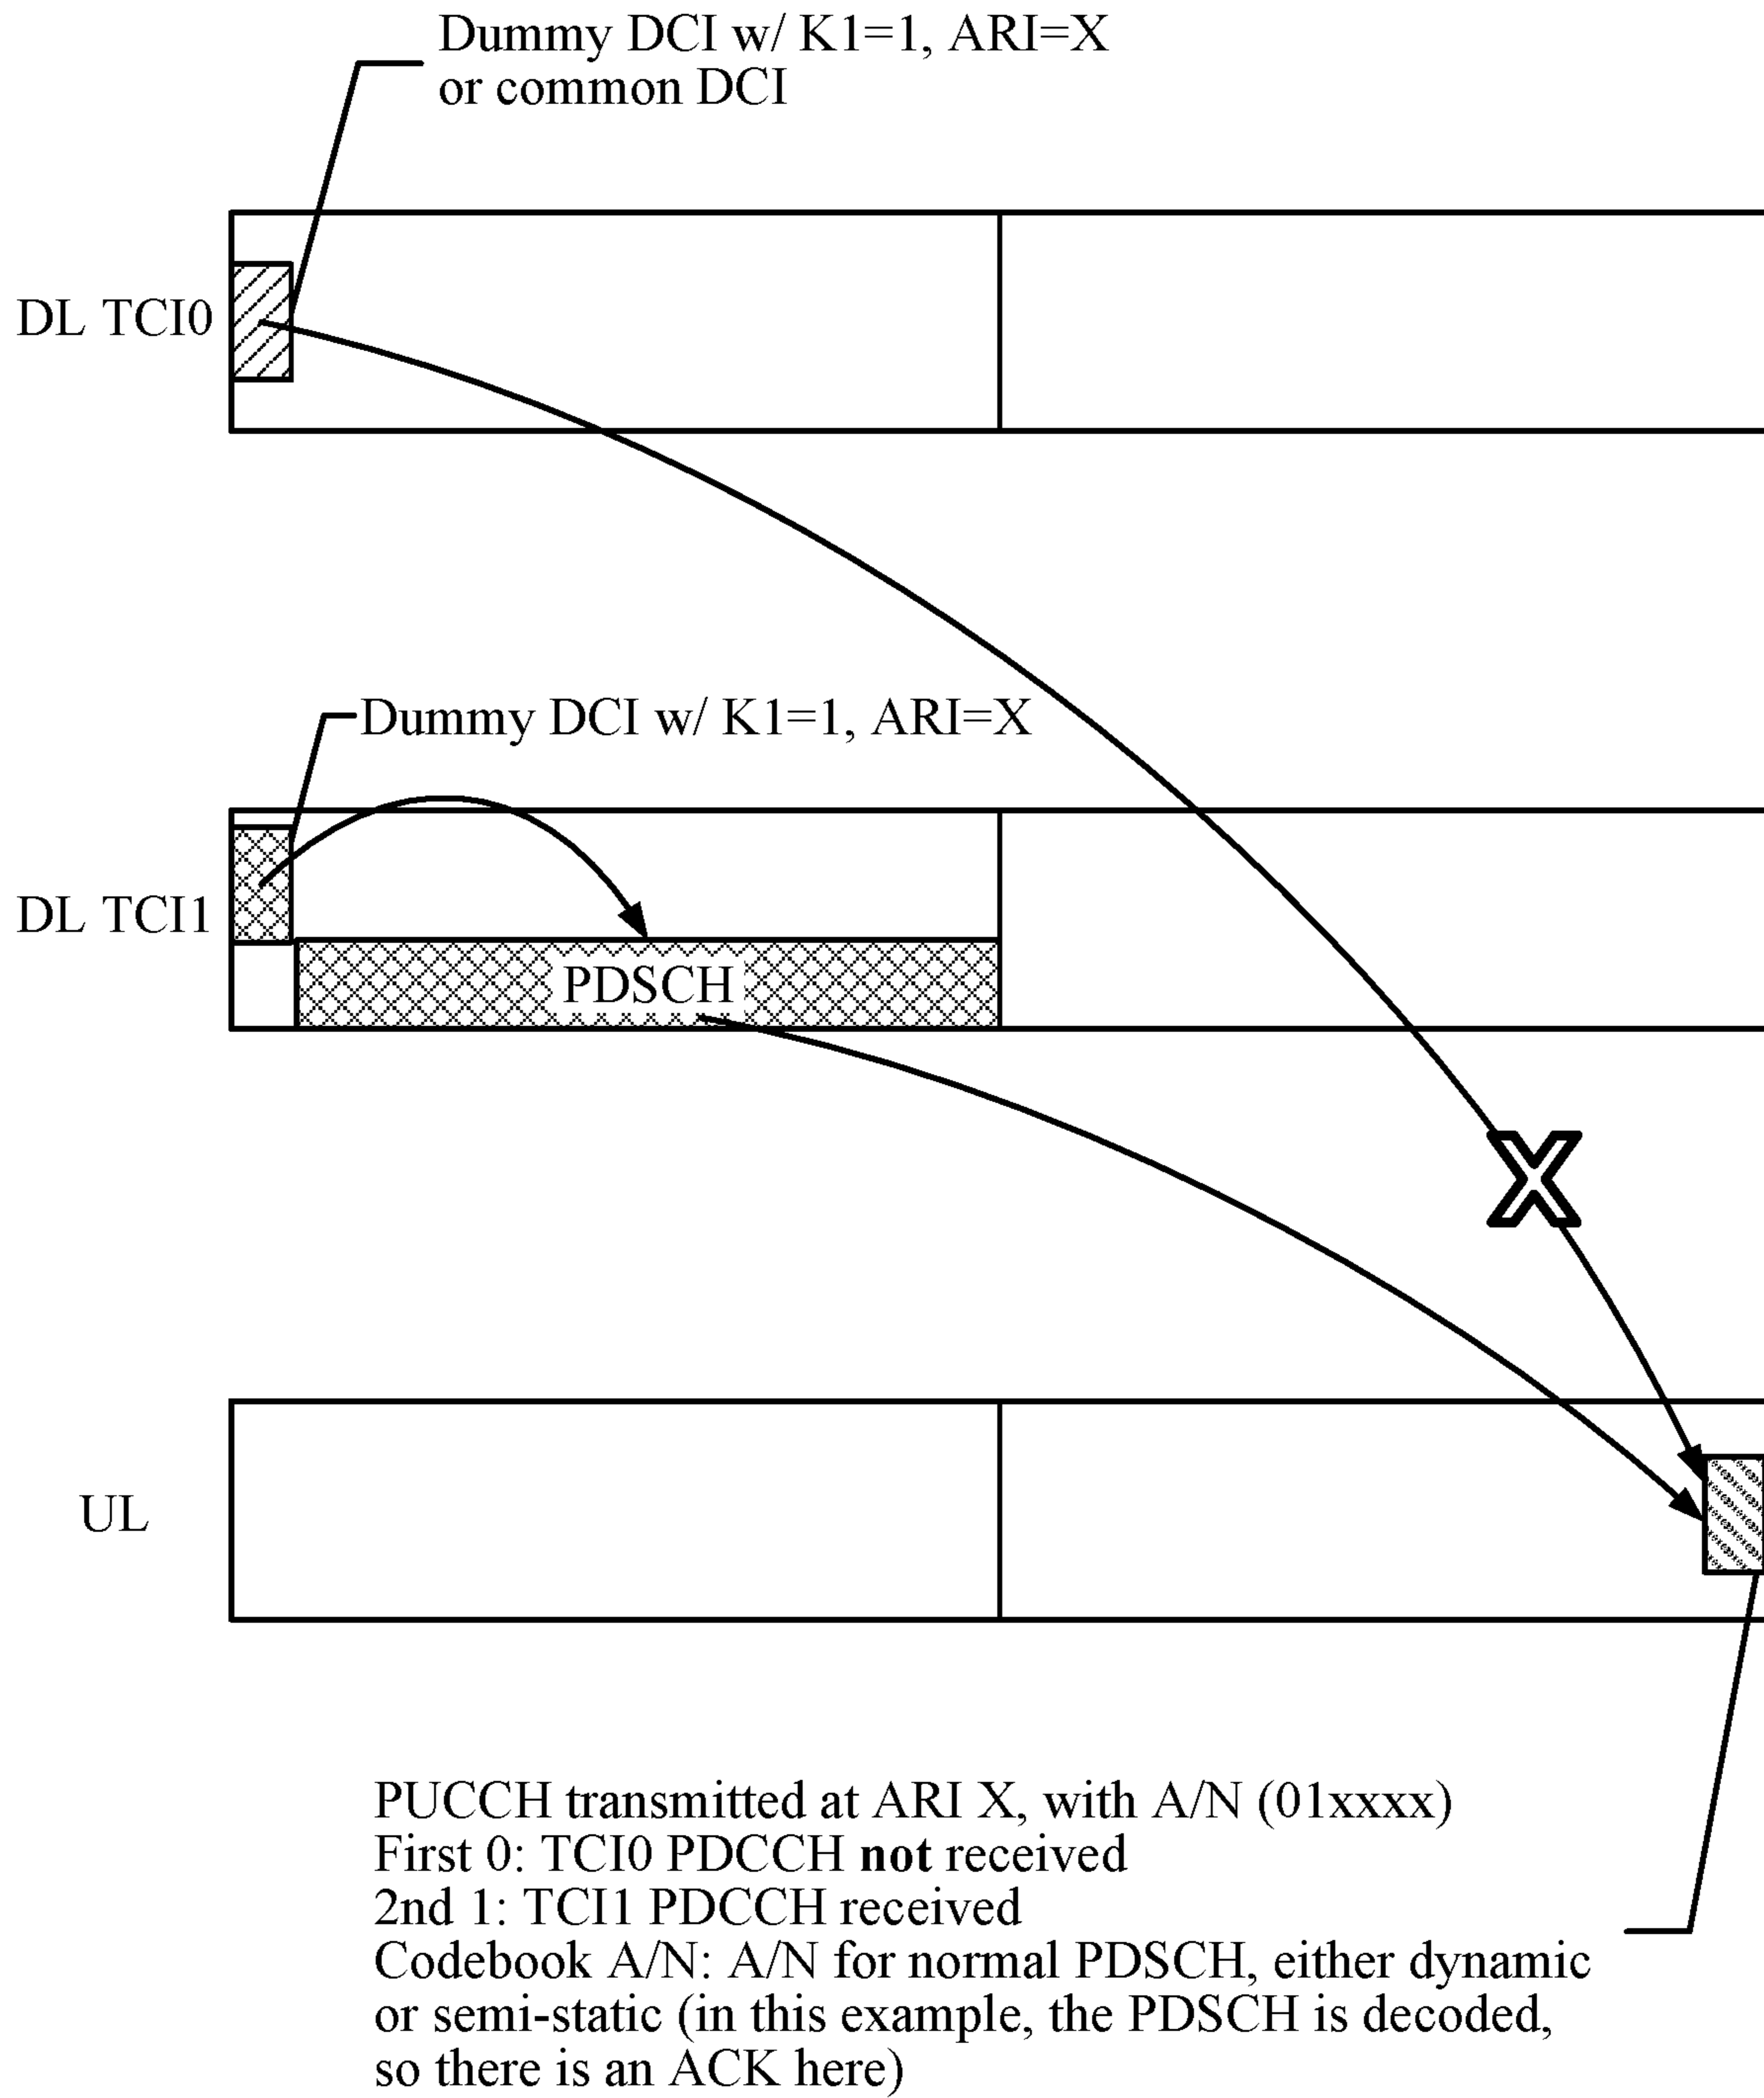 Dummy DCI w/ K1=1, ARI=X
or common DCI
DL TCI0
Dummy DCI w/ K1=1, ARI=X
DL TCI1
PDSCH
X
UL
PUCCH transmitted at ARI X, with A/N (01xxxx)
First 0: TCI0 PDCCH not received
2nd 1: TCI1 PDCCH received
Codebook A/N: A/N for normal PDSCH, either dynamic
or semi-static (in this example, the PDSCH is decoded,
so there is an ACK here)